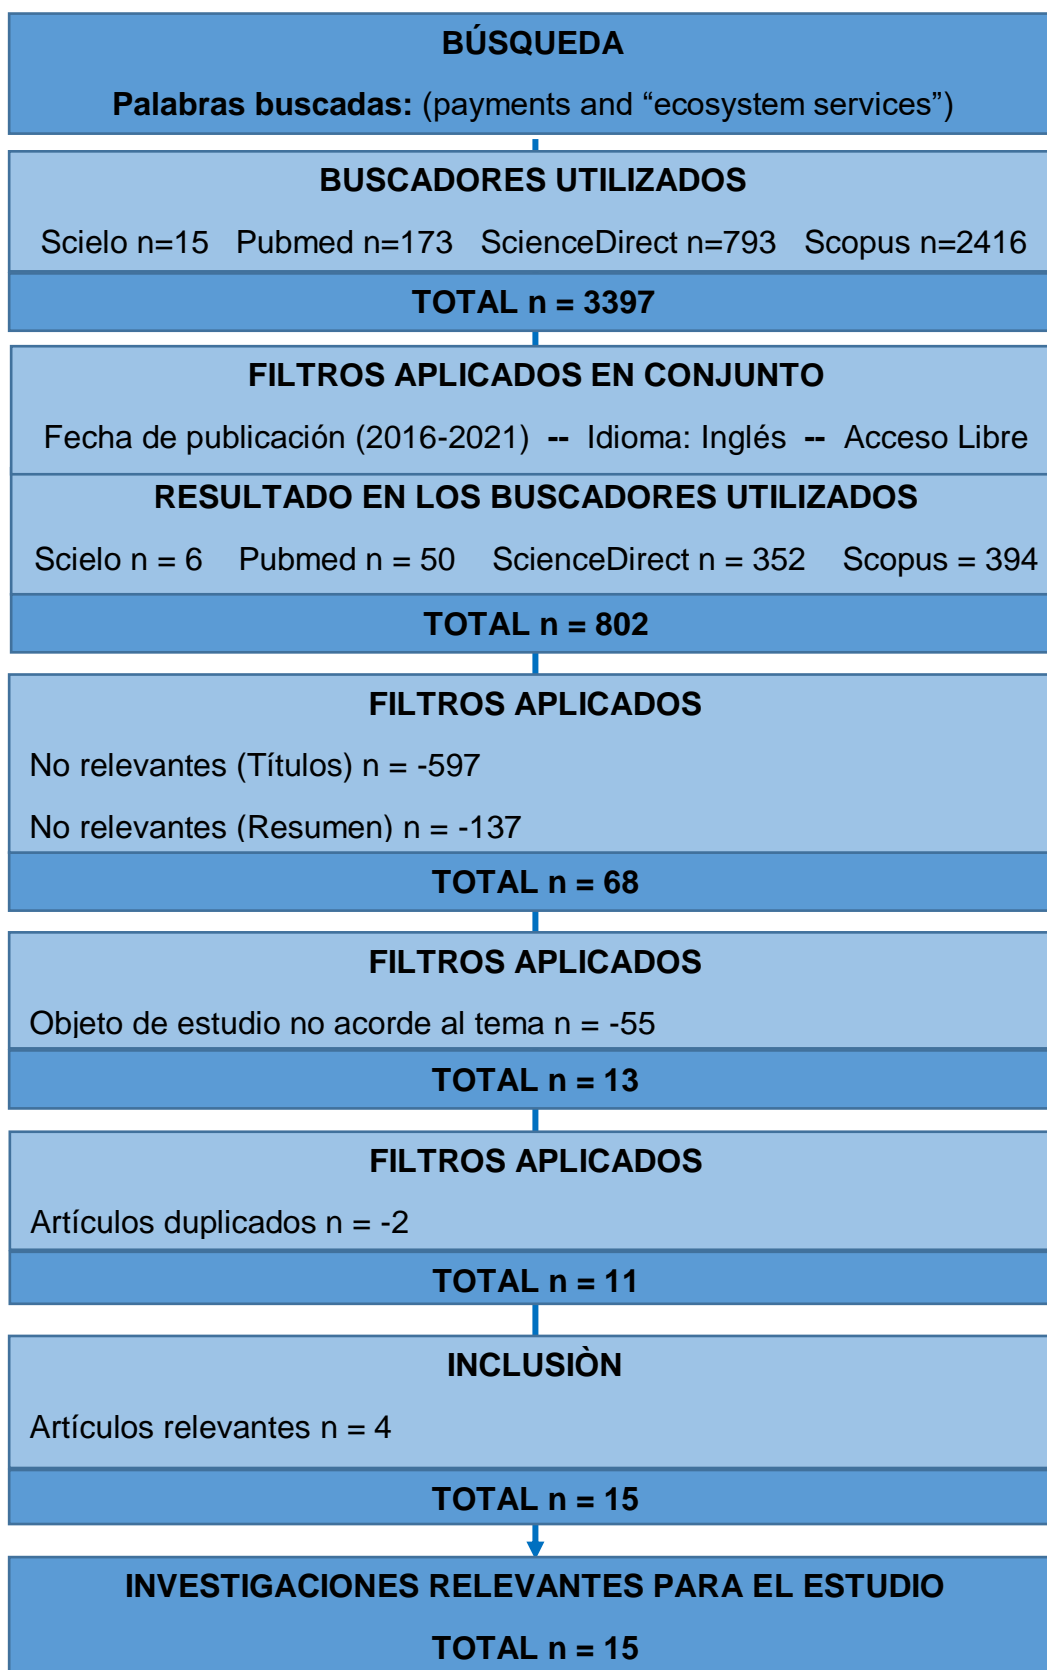 BÚSQUEDA
Palabras buscadas: (payments and “ecosystem services”)
BUSCADORES UTILIZADOS
Scielo n=15 Pubmed n=173 ScienceDirect n=793 Scopus n=2416
TOTAL n = 3397
FILTROS APLICADOS EN CONJUNTO
Fecha de publicación (2016-2021) -- Idioma: Inglés -- Acceso Libre
RESULTADO EN LOS BUSCADORES UTILIZADOS
Scielo n = 6 Pubmed n = 50 ScienceDirect n = 352 Scopus = 394
TOTAL n = 802
FILTROS APLICADOS
No relevantes (Títulos) n = -597
No relevantes (Resumen) n = -137
TOTAL n = 68
FILTROS APLICADOS
Objeto de estudio no acorde al tema n = -55
TOTAL n = 13
FILTROS APLICADOS
Artículos duplicados n = -2
TOTAL n = 11
INCLUSIÒN
Artículos relevantes n = 4
TOTAL n = 15
INVESTIGACIONES RELEVANTES PARA EL ESTUDIO
TOTAL n = 15